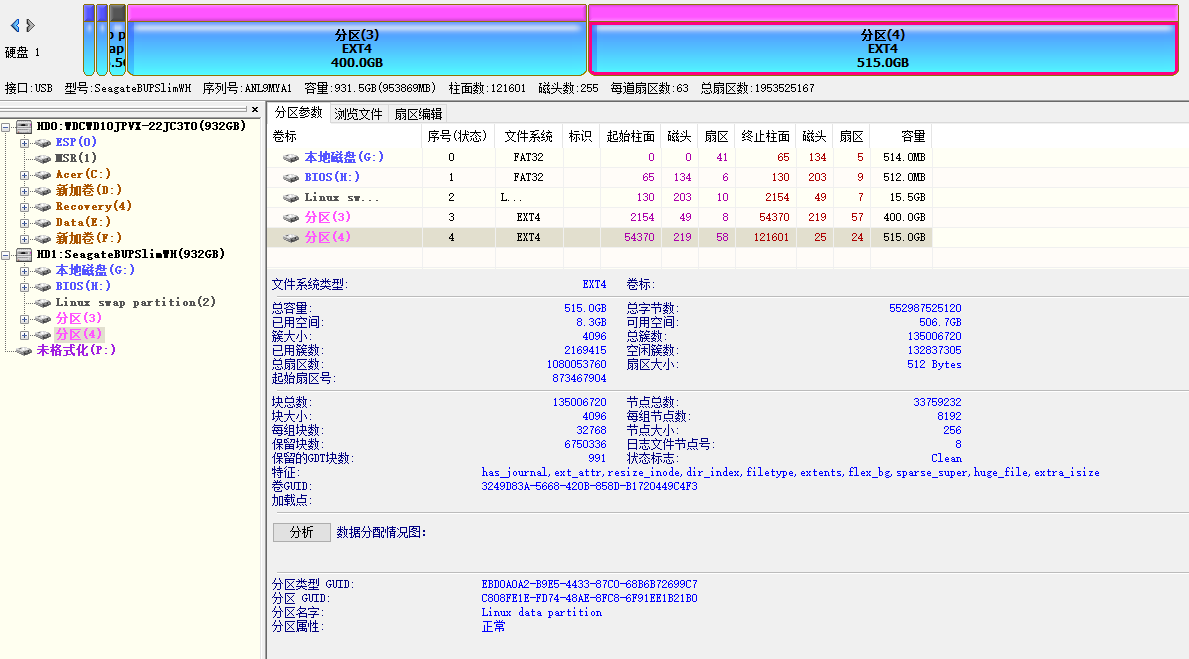 分区(3)
EXT4
400.0GB
分区(4)
EXT4
515.0GB
硬盘 1
接口:USB 型号:SeagateBUPSlimWH 序列号:ANL9MYA1 容量:931.5GB(953869MB) 柱面数:121601 磁头数:255 每道扇区数:63 总扇区数:1953525167
HD0:WDCWD10JPVX-22JC3T0(932GB)
ESP(0)
MSR(1)
Acer(C:)
新加卷(D:)
Recovery(4)
Data(E:)
新加卷(F:)
HD1:SeagateBUPSlimWH(932GB)
本地磁盘(G:)
BIOS(H:)
Linux swap partition(2)
分区(3)
分区(4)
未格式化(P:)
分区参数 浏览文件 扇区编辑
卷标 序号(状态) 文件系统 标识 起始柱面 磁头 扇区 终止柱面 磁头 扇区 容量
本地磁盘(G:) 0 FAT32 0 0 41 65 134 5 514.0MB
BIOS(H:) 1 FAT32 65 134 6 130 203 9 512.0MB
Linux sw... 2 L... 130 203 10 2154 49 7 15.5GB
分区(3) 3 EXT4 2154 49 8 54370 219 57 400.0GB
分区(4) 4 EXT4 54370 219 58 121601 25 24 515.0GB
文件系统类型: EXT4 卷标:
总容量: 515.0GB 总字节数: 552987525120
已用空间: 8.3GB 可用空间: 506.7GB
簇大小: 4096 总簇数: 135006720
已用簇数: 2169415 空闲簇数: 132837305
总扇区数: 1080053760 扇区大小: 512 Bytes
起始扇区号: 873467904
块总数: 135006720 节点总数: 33759232
块大小: 4096 每组节点数: 8192
每组块数: 32768 节点大小: 256
保留块数: 6750336 日志文件节点号: 8
保留的GDT块数: 991 状态标志: Clean
特征: has_journal,ext_attr,resize_inode,dir_index,filetype,extents,flex_bg,sparse_super,huge_file,extra_isize
卷GUID: 3249D83A-5668-420B-858D-B1720449C4F3
加载点:
分析 数据分配情况图:
分区类型 GUID: EBD0A0A2-B9E5-4433-87C0-68B6B72699C7
分区 GUID: C808FE1E-FD74-48AE-8FC8-6F91EE1B21B0
分区名字: Linux data partition
分区属性: 正常